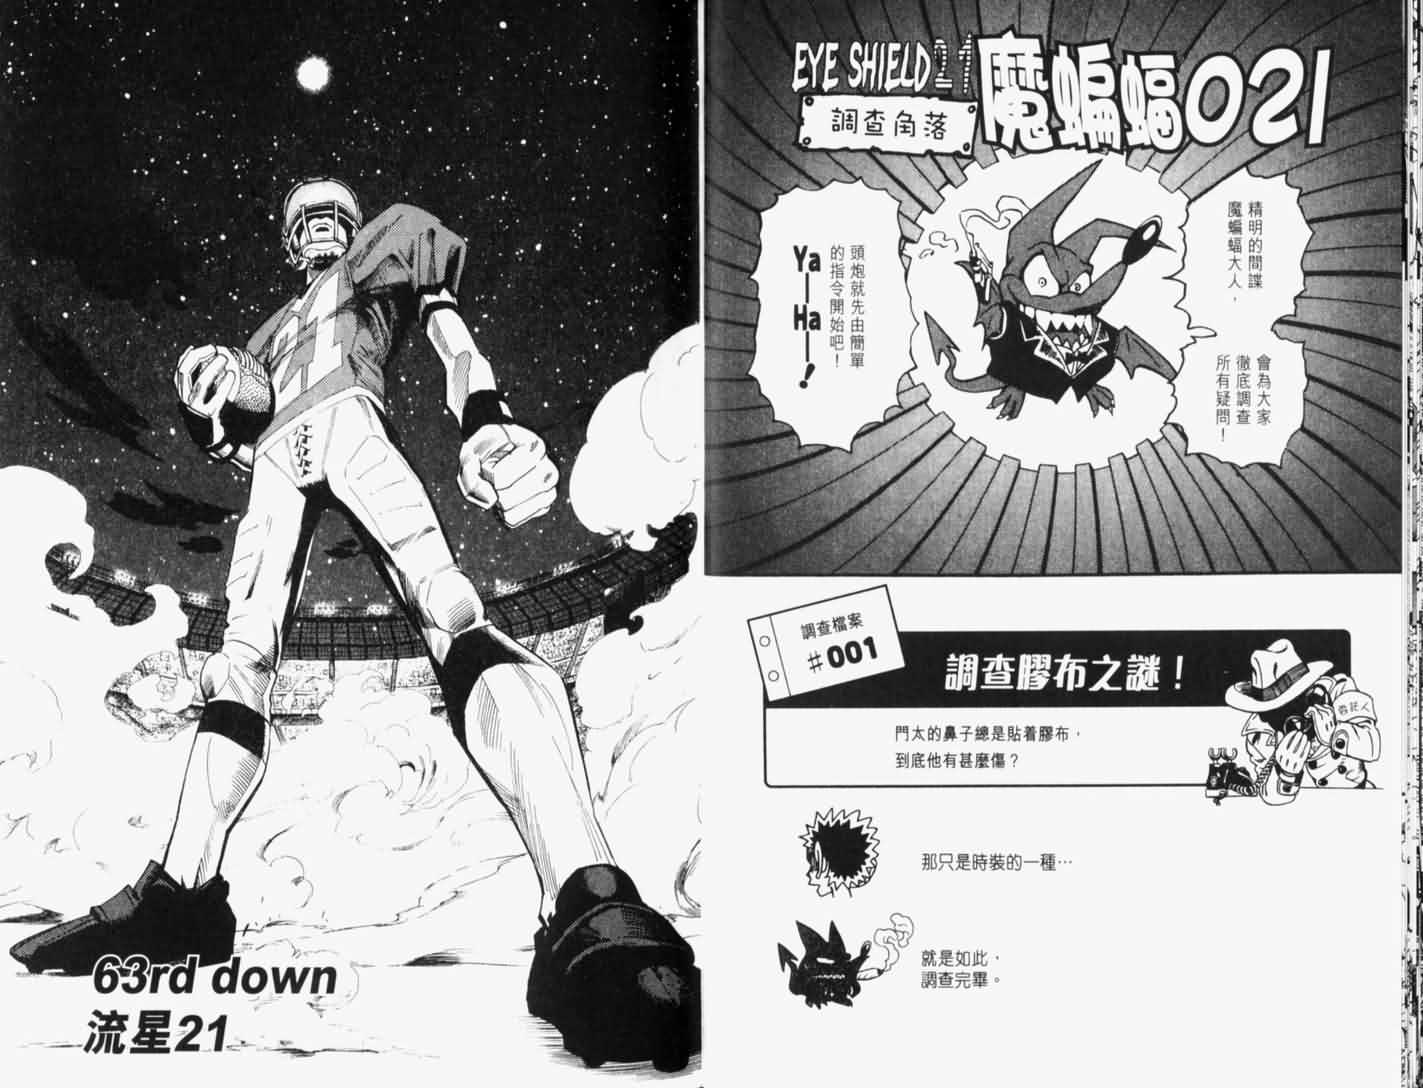 EYE SHIELD 21
調查角落
魔蝙蝠021
精明的間諜
魔蝙蝠大人，
會為大家
徹底調查
所有疑問！
頭炮就先由簡單
的指令開始吧！
Ya—Ha—！
調查檔案
#001
調查膠布之謎！
委託人
門太的鼻子總是貼着膠布，
到底他有甚麼傷？
那只是時裝的一種…
就是如此，
調查完畢。
21
63rd down
流星21